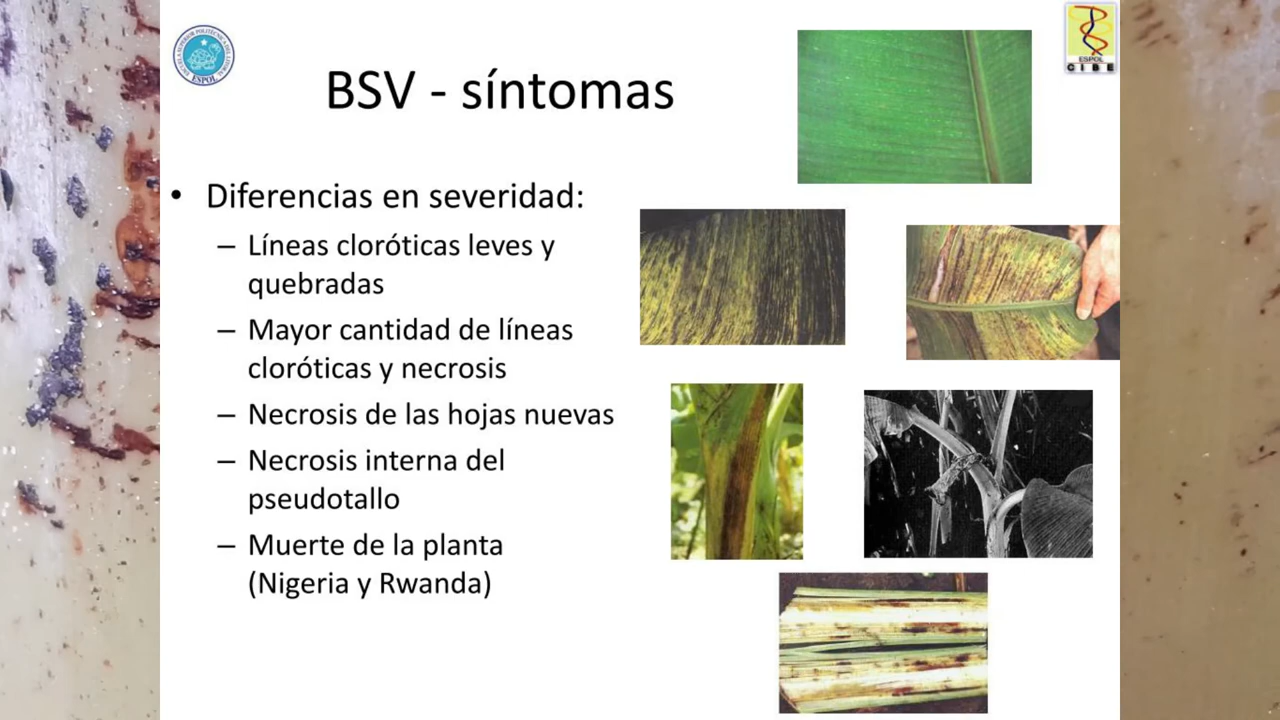 BSV - síntomas
• Diferencias en severidad:
– Líneas cloróticas leves y
quebradas
– Mayor cantidad de líneas
cloróticas y necrosis
– Necrosis de las hojas nuevas
– Necrosis interna del
pseudotallo
– Muerte de la planta
(Nigeria y Rwanda)
ESPOL
ESPOL
CIBE